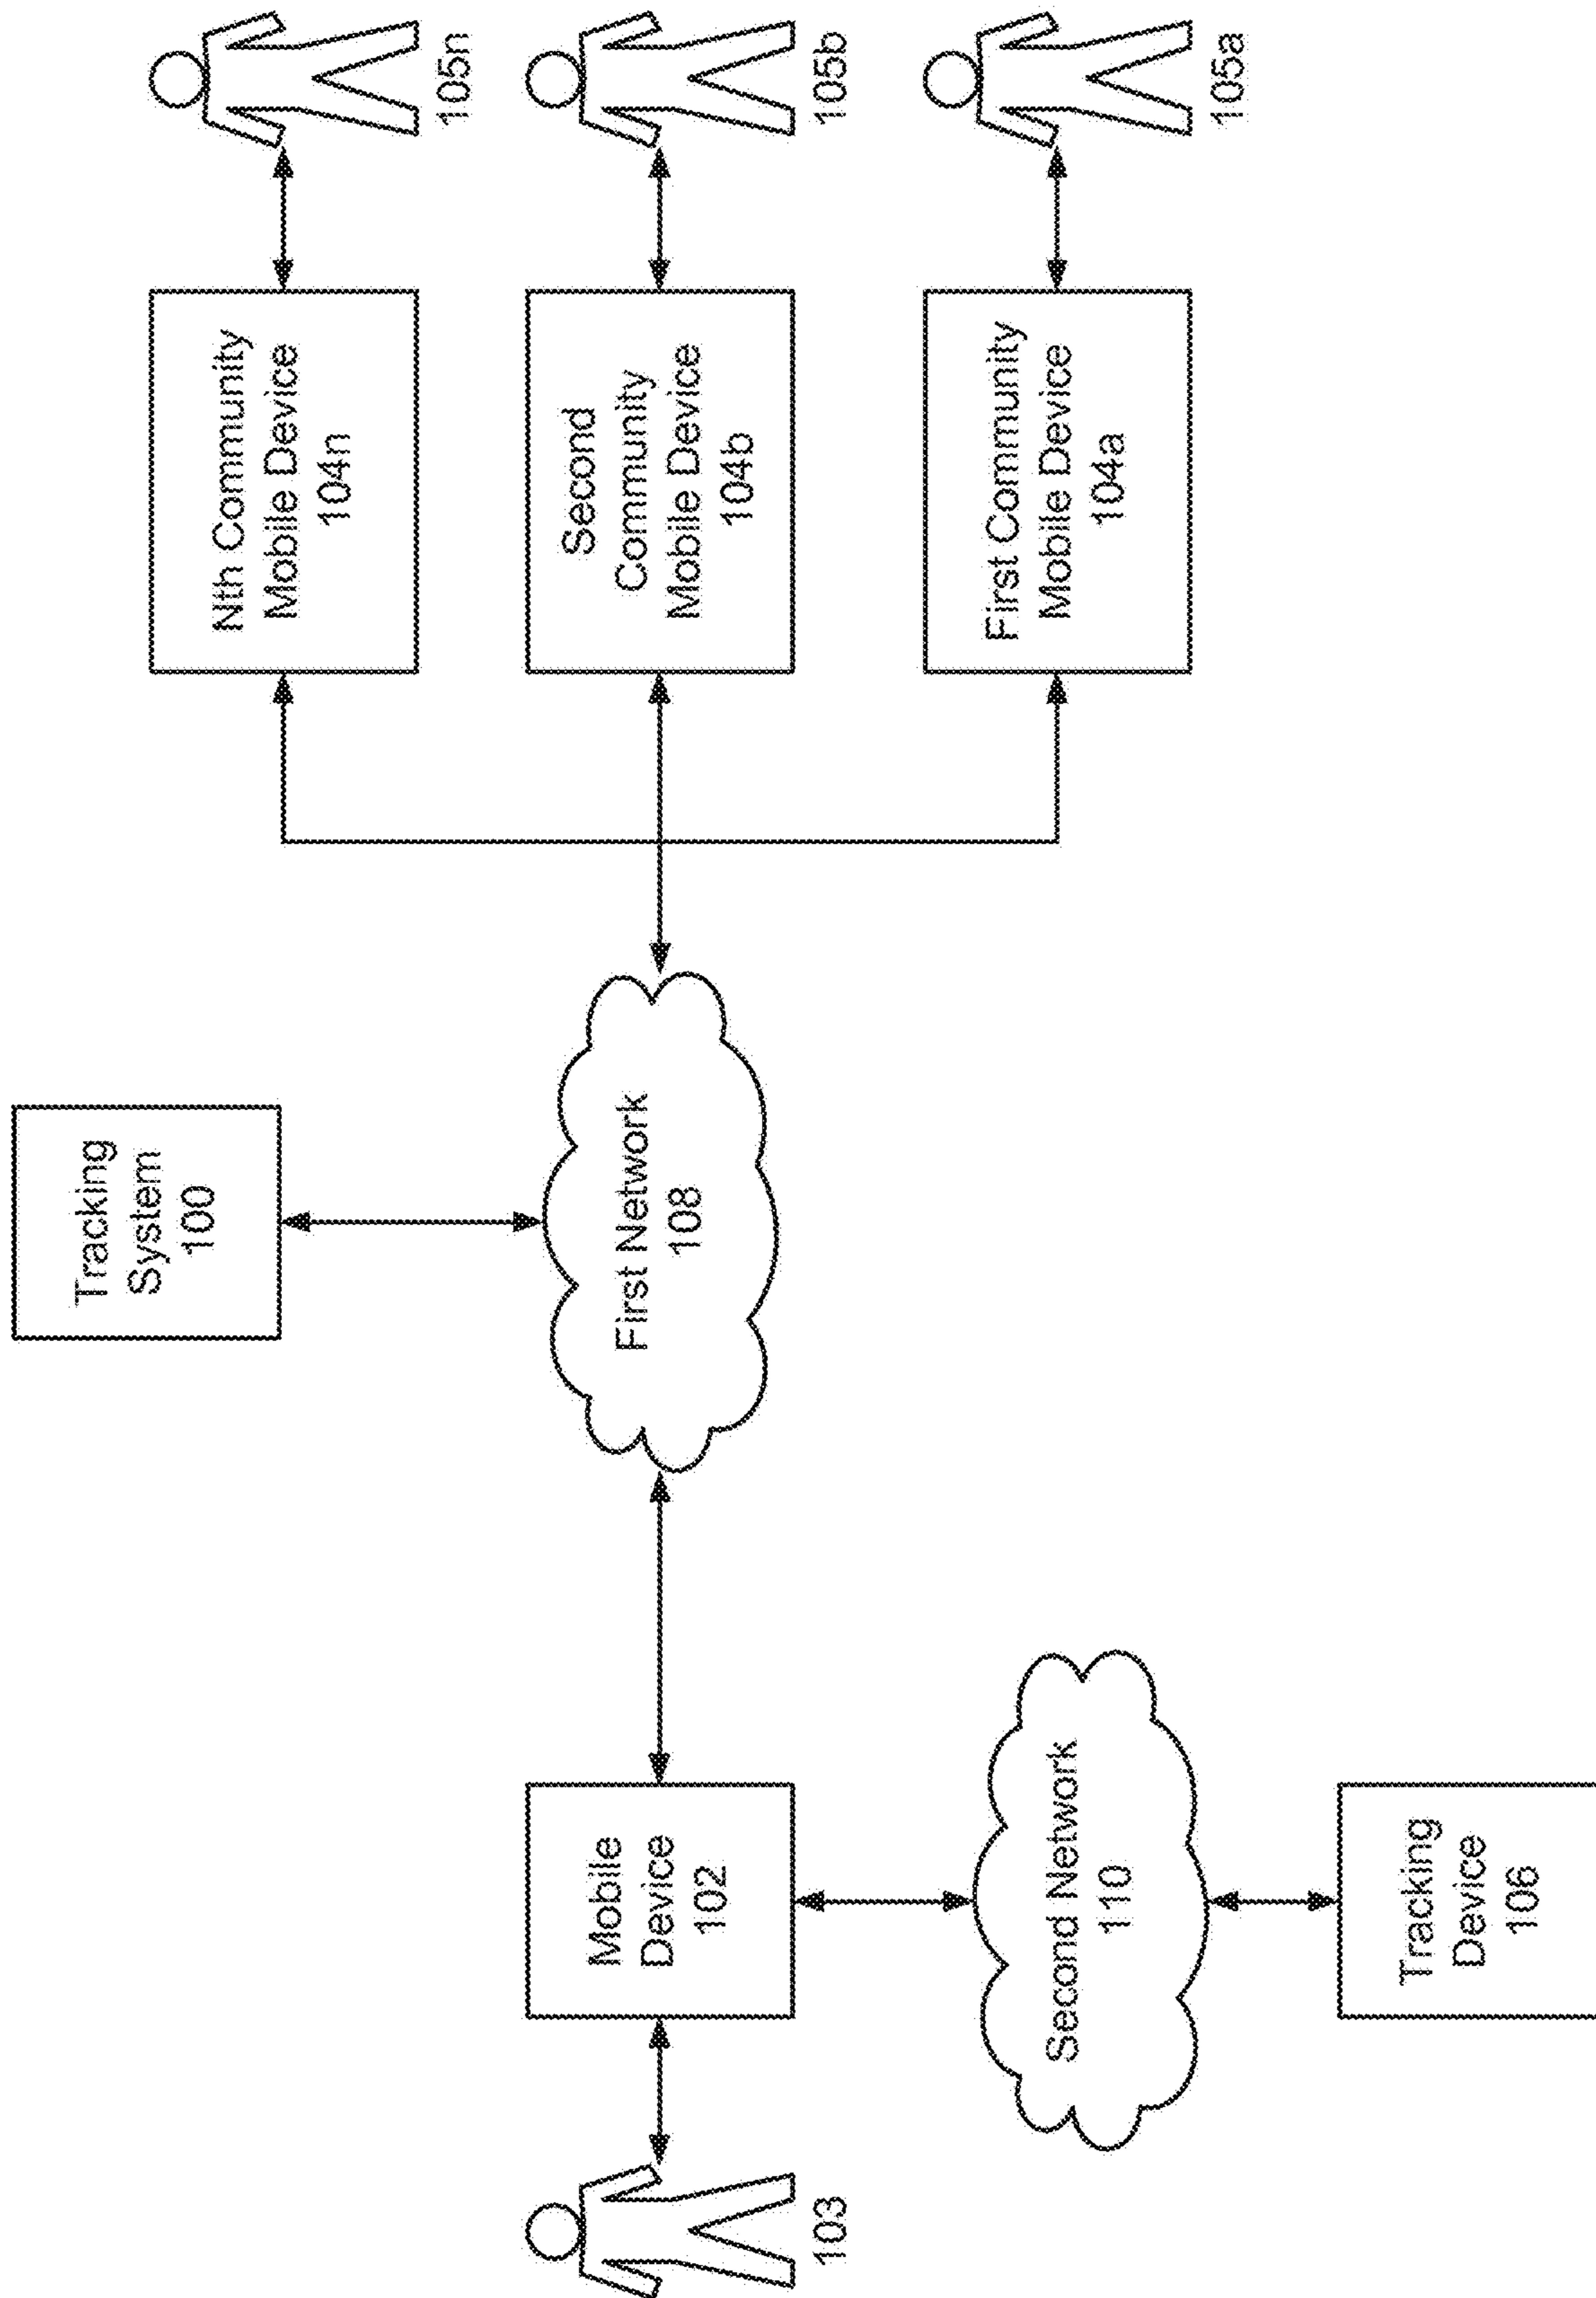 Tracking
System
100
Nth Community
Mobile Device
104n
105n
103
Mobile
Device
102
First Network
108
Second
Community
Mobile Device
104b
105b
Second Network
110
First Community
Mobile Device
104a
105a
Tracking
Device
106